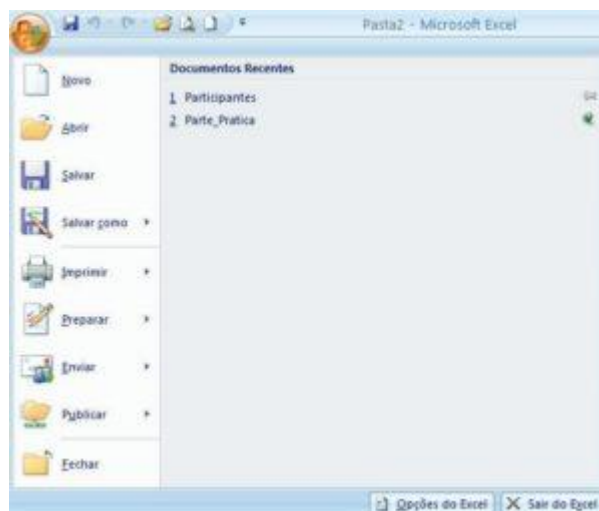 Pasta2 - Microsoft Excel
Novo
Abrir
Salvar
Salvar como
Imprimir
Preparar
Enviar
Publicar
Fechar
Documentos Recentes
1 Participantes
2 Parte_Pratica
Opções do Excel
Sair do Excel